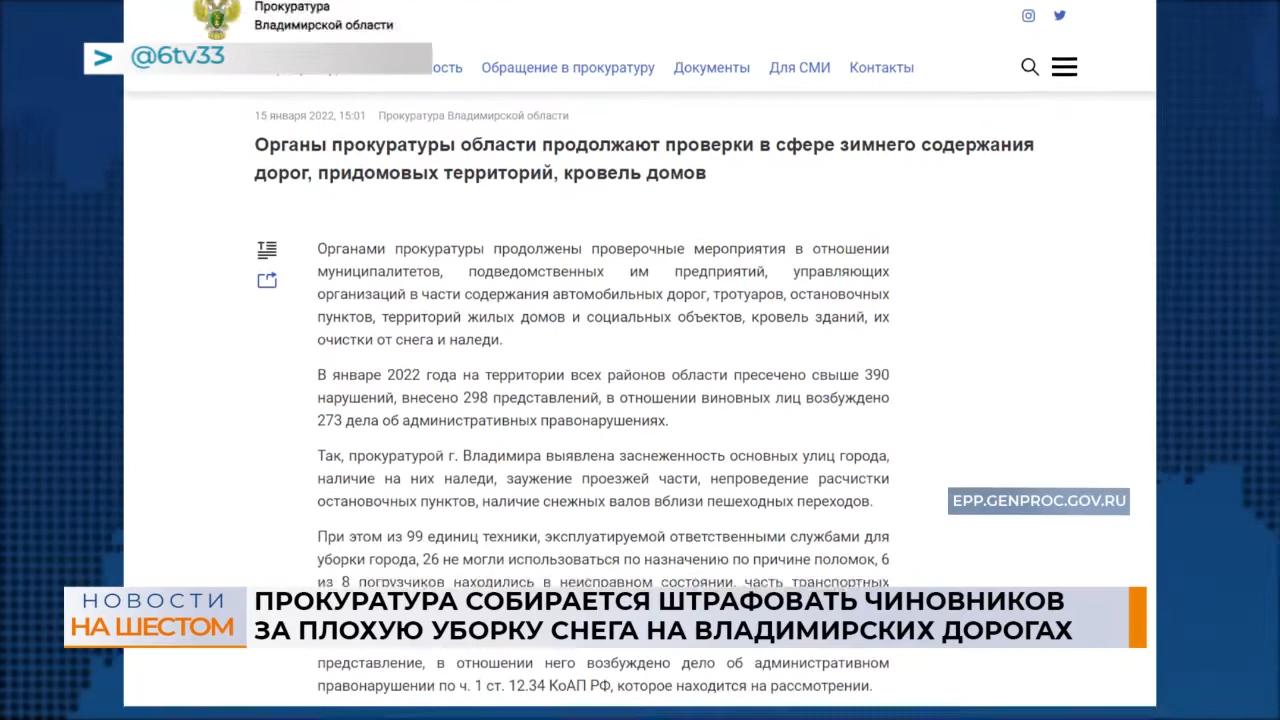 Прокуратура
Владимирской области
> @6tv33
ость Обращение в прокуратуру Документы Для СМИ Контакты
15 января 2022, 15:01 Прокуратура Владимирской области
Органы прокуратуры области продолжают проверки в сфере зимнего содержания
дорог, придомовых территорий, кровель домов
Органами прокуратуры продолжены проверочные мероприятия в отношении
муниципалитетов, подведомственных им предприятий, управляющих
организаций в части содержания автомобильных дорог, тротуаров, остановочных
пунктов, территорий жилых домов и социальных объектов, кровель зданий, их
очистки от снега и наледи.
В январе 2022 года на территории всех районов области пресечено свыше 390
нарушений, внесено 298 представлений, в отношении виновных лиц возбуждено
273 дела об административных правонарушениях.
Так, прокуратурой г. Владимира выявлена заснеженность основных улиц города,
наличие на них наледи, заужение проезжей части, непроведение расчистки
остановочных пунктов, наличие снежных валов вблизи пешеходных переходов.
EPP.GENPROC.GOV.RU
При этом из 99 единиц техники, эксплуатируемой ответственными службами для
уборки города, 26 не могли использоваться по назначению по причине поломок, 6
из 8 погрузчиков находились в неисправном состоянии, часть транспортных
НОВОСТИ
НА ШЕСТОМ
ПРОКУРАТУРА СОБИРАЕТСЯ ШТРАФОВАТЬ ЧИНОВНИКОВ
ЗА ПЛОХУЮ УБОРКУ СНЕГА НА ВЛАДИМИРСКИХ ДОРОГАХ
представление, в отношении него возбуждено дело об административном
правонарушении по ч. 1 ст. 12.34 КоАП РФ, которое находится на рассмотрении.